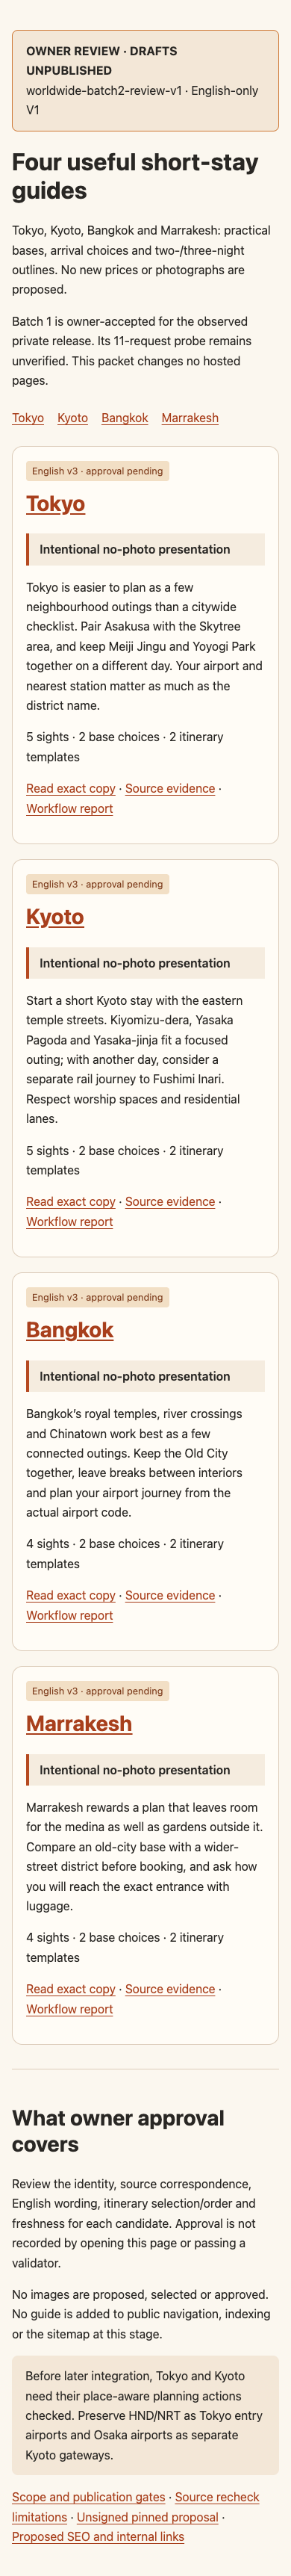 OWNER REVIEW · DRAFTS
UNPUBLISHED
worldwide-batch2-review-v1 · English-only
V1
Four useful short-stay
guides
Tokyo, Kyoto, Bangkok and Marrakesh: practical
bases, arrival choices and two-/three-night
outlines. No new prices or photographs are
proposed.
Batch 1 is owner-accepted for the observed
private release. Its 11-request probe remains
unverified. This packet changes no hosted
pages.
Tokyo Kyoto Bangkok Marrakesh
English v3 · approval pending
Tokyo
Intentional no-photo presentation
Tokyo is easier to plan as a few
neighbourhood outings than a citywide
checklist. Pair Asakusa with the Skytree
area, and keep Meiji Jingu and Yoyogi Park
together on a different day. Your airport and
nearest station matter as much as the
district name.
5 sights · 2 base choices · 2 itinerary
templates
Read exact copy · Source evidence ·
Workflow report
English v3 · approval pending
Kyoto
Intentional no-photo presentation
Start a short Kyoto stay with the eastern
temple streets. Kiyomizu-dera, Yasaka
Pagoda and Yasaka-jinja fit a focused
outing; with another day, consider a
separate rail journey to Fushimi Inari.
Respect worship spaces and residential
lanes.
5 sights · 2 base choices · 2 itinerary
templates
Read exact copy · Source evidence ·
Workflow report
English v3 · approval pending
Bangkok
Intentional no-photo presentation
Bangkok’s royal temples, river crossings
and Chinatown work best as a few
connected outings. Keep the Old City
together, leave breaks between interiors
and plan your airport journey from the
actual airport code.
4 sights · 2 base choices · 2 itinerary
templates
Read exact copy · Source evidence ·
Workflow report
English v3 · approval pending
Marrakesh
Intentional no-photo presentation
Marrakesh rewards a plan that leaves room
for the medina as well as gardens outside it.
Compare an old-city base with a wider-
street district before booking, and ask how
you will reach the exact entrance with
luggage.
4 sights · 2 base choices · 2 itinerary
templates
Read exact copy · Source evidence ·
Workflow report
What owner approval
covers
Review the identity, source correspondence,
English wording, itinerary selection/order and
freshness for each candidate. Approval is not
recorded by opening this page or passing a
validator.
No images are proposed, selected or approved.
No guide is added to public navigation, indexing
or the sitemap at this stage.
Before later integration, Tokyo and Kyoto
need their place-aware planning actions
checked. Preserve HND/NRT as Tokyo entry
airports and Osaka airports as separate
Kyoto gateways.
Scope and publication gates · Source recheck
limitations · Unsigned pinned proposal ·
Proposed SEO and internal links